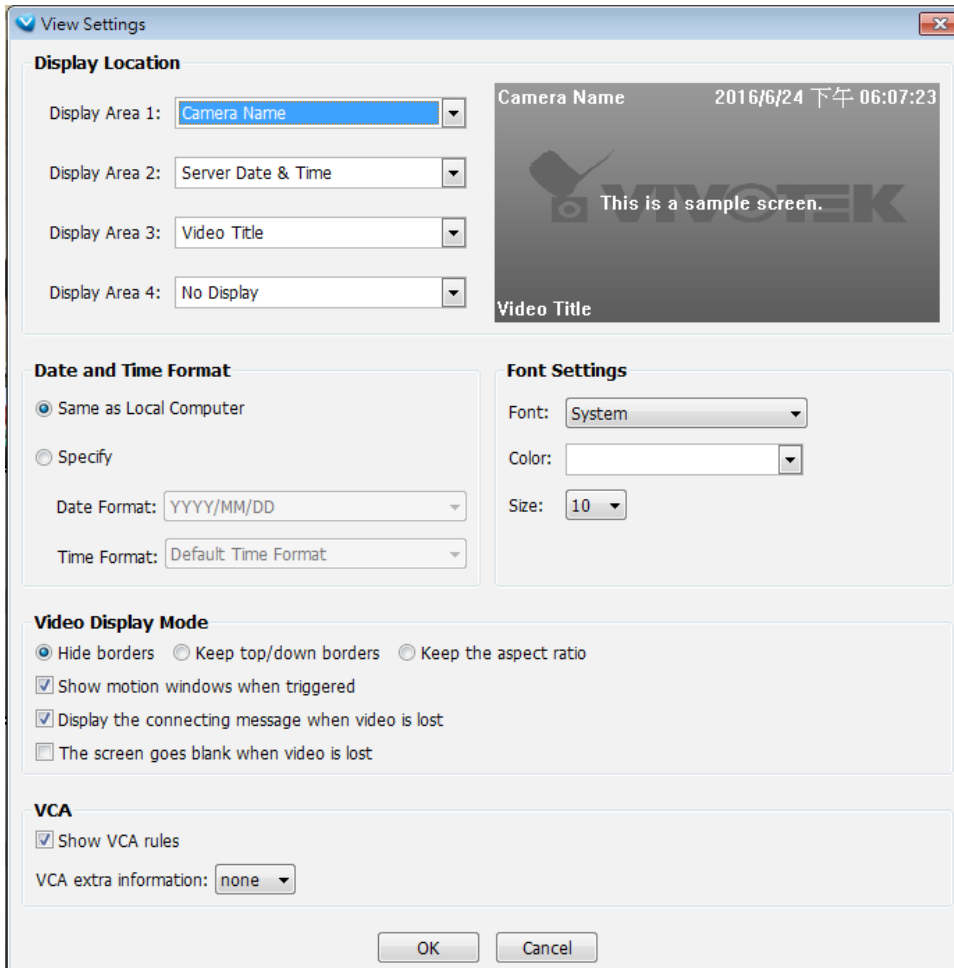 View Settings
Display Location
Display Area 1: Camera Name
Display Area 2: Server Date & Time
Display Area 3: Video Title
Display Area 4: No Display
Camera Name 2016/6/24 下午 06:07:23
VIVOTEK
This is a sample screen.
Video Title
Date and Time Format
Same as Local Computer
Specify
Date Format: YYYY/MM/DD
Time Format: Default Time Format
Font Settings
Font: System
Color:
Size: 10
Video Display Mode
Hide borders Keep top/down borders Keep the aspect ratio
Show motion windows when triggered
Display the connecting message when video is lost
The screen goes blank when video is lost
VCA
Show VCA rules
VCA extra information: none
OK Cancel